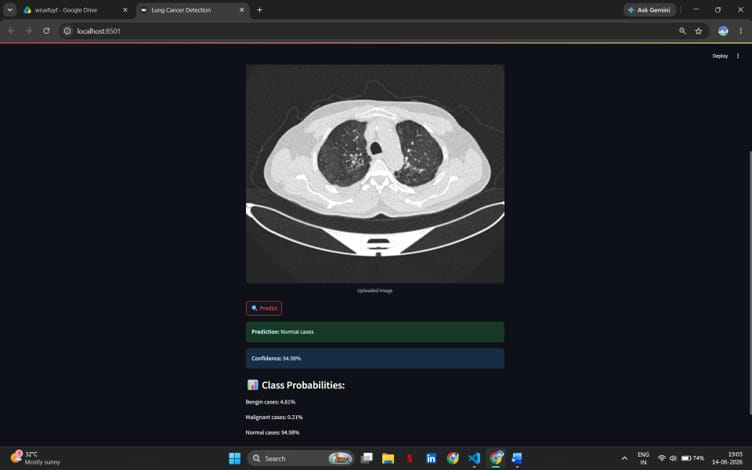 wruvfuyf - Google Drive
Lung Cancer Detection
Ask Gemini
localhost:8501
Deploy
Uploaded Image
Predict
Prediction: Normal cases
Confidence: 94.98%
Class Probabilities:
Bengin cases: 4.81%
Malignant cases: 0.21%
Normal cases: 94.98%
32°C
Mostly sunny
Search
ENG
IN
74%
19:05
14-06-2026